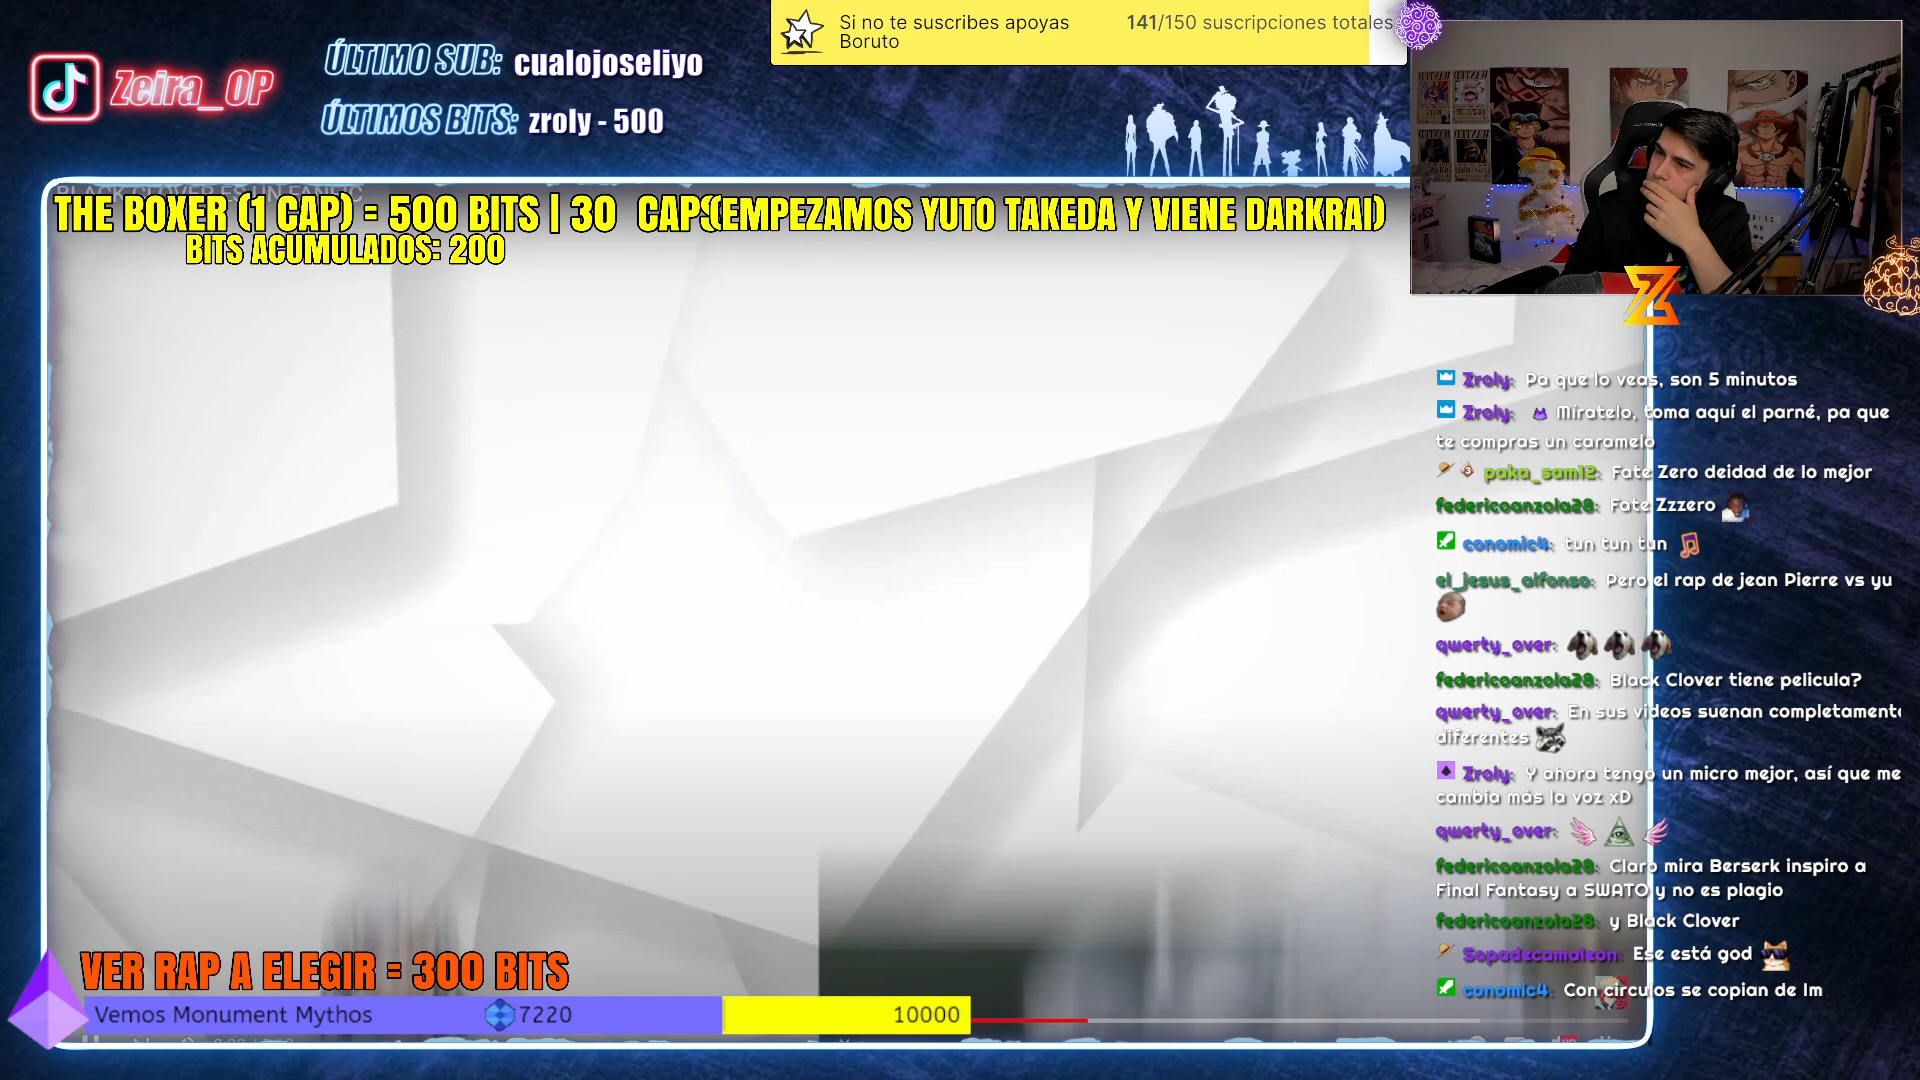 Si no te suscribes apoyas
Boruto
141/150 suscripciones totales
Zeira_OP
ÚLTIMO SUB: cualojoseliyo
ÚLTIMOS BITS: zroly - 500
BLACK CLOVER ES UN FANFIC
THE BOXER (1 CAP) = 500 BITS | 30 CAPS
(EMPEZAMOS YUTO TAKEDA Y VIENE DARKRAI)
BITS ACUMULADOS: 200
Zroly: Pa que lo veas, son 5 minutos
Zroly: Míratelo, toma aquí el parné, pa que
te compras un caramelo
paka_sam12: Fate Zero deidad de lo mejor
federicoanzola28: Fate Zzzero
conomic4: tun tun tun
el_jesus_alfonso: Pero el rap de jean Pierre vs yu
qwerty_over:
federicoanzola28: Black Clover tiene pelicula?
qwerty_over: En sus videos suenan completamente
diferentes
Zroly: Y ahora tengo un micro mejor, así que me
cambia más la voz xD
qwerty_over:
federicoanzola28: Claro mira Berserk inspiro a
Final Fantasy a SWATO y no es plagio
federicoanzola28: y Black Clover
Sopadecamaleon: Ese está god
conomic4: Con circulos se copian de Im
VER RAP A ELEGIR = 300 BITS
Vemos Monument Mythos 7220 10000